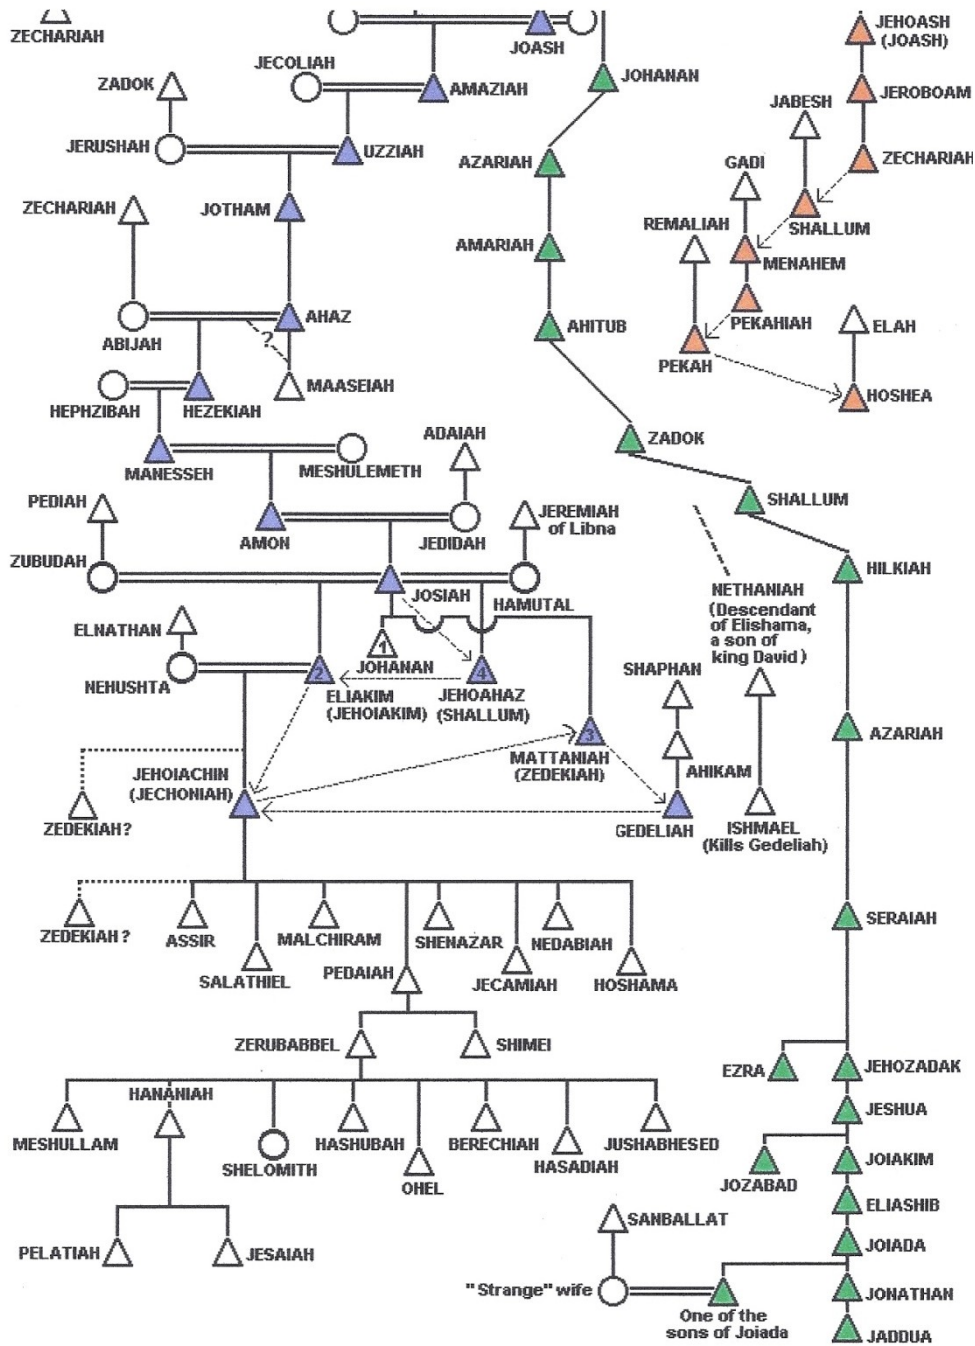 ZECHARIAH
JOASH
JEHOASH
(JOASH)
JECOLIAH
ZADOK
AMAZIAH
JOHANAN
JEROBOAM
JABESH
JERUSHAH
UZZIAH
AZARIAH
GADI
ZECHARIAH
ZECHARIAH
JOTHAM
REMALIAH
SHALLUM
AMARIAH
MENAHEM
AHAZ
ABIJAH
?
AHITUB
PEKAHIAH
ELAH
PEKAH
MAASEIAH
HEPHZIBAH
HEZEKIAH
HOSHEA
ADAIAH
ZADOK
MANESSEH
MESHULEMETH
PEDIAH
SHALLUM
JEREMIAH
of Libna
AMON
JEDIDAH
ZUBUDAH
HILKIAH
JOSIAH
HAMUTAL
NETHANIAH
(Descendant
of Elishama,
a son of
king David)
ELNATHAN
1
JOHANAN
SHAPHAN
NEHUSHTA
2
4
ELIAKIM
(JEHOIAKIM)
JEHOAHAZ
(SHALLUM)
3
AZARIAH
MATTANIAH
(ZEDEKIAH)
AHIKAM
JEHOIACHIN
(JECHONIAH)
ZEDEKIAH?
GEDELIAH
ISHMAEL
(Kills Gedeliah)
ZEDEKIAH?
ASSIR
MALCHIRAM
SHENAZAR
NEDABIAH
SERAIAH
SALATHIEL
PEDAIAH
JECAMIAH
HOSHAMA
ZERUBABBEL
SHIMEI
EZRA
JEHOZADAK
HANANIAH
JESHUA
MESHULLAM
SHELOMITH
HASHUBAH
OHEL
BERECHIAH
HASADIAH
JUSHABHESED
JOZABAD
JOIAKIM
ELIASHIB
SANBALLAT
PELATIAH
JESAIAH
JOIADA
"Strange" wife
JONATHAN
One of the
sons of Joiada
JADDUA